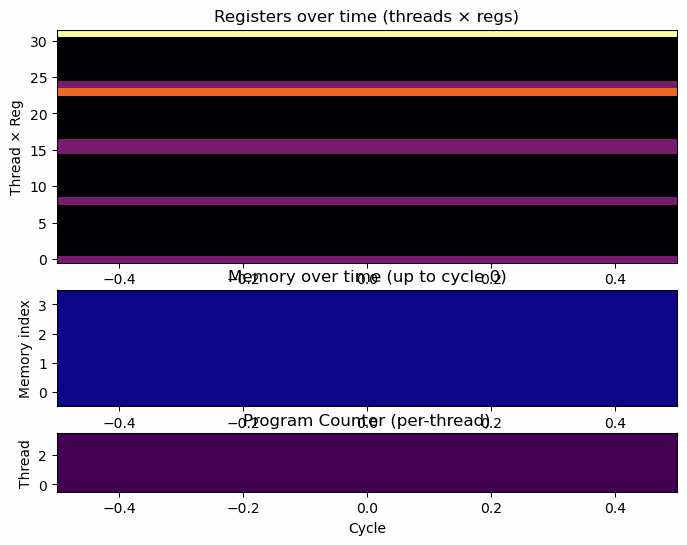 Registers over time (threads × regs)
30
25
20
15
10
5
0
Thread × Reg
−0.4 −0.2 0.0 0.2 0.4
Memory over time (up to cycle 0)
3
2
1
0
Memory index
−0.4 −0.2 0.0 0.2 0.4
Program Counter (per-thread)
2
0
Thread
−0.4 −0.2 0.0 0.2 0.4
Cycle